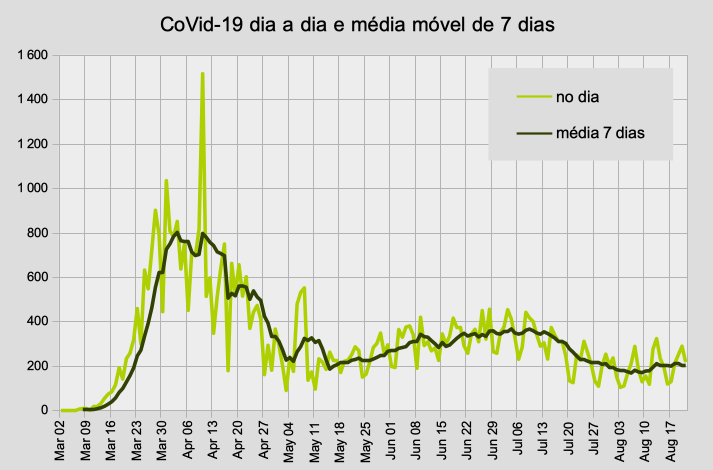 CoVid-19 dia a dia e média móvel de 7 dias
1 600
1 400
1 200
1 000
800
600
400
200
0
no dia
média 7 dias
Mar 02
Mar 09
Mar 16
Mar 23
Mar 30
Apr 06
Apr 13
Apr 20
Apr 27
May 04
May 11
May 18
May 25
Jun 01
Jun 08
Jun 15
Jun 22
Jun 29
Jul 06
Jul 13
Jul 20
Jul 27
Aug 03
Aug 10
Aug 17